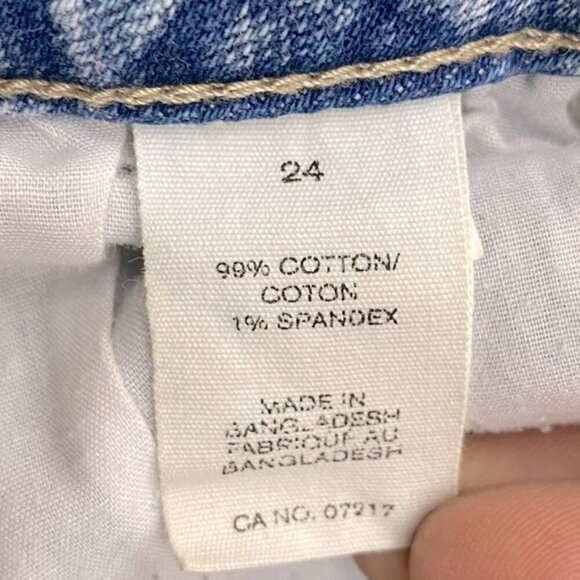 24
99% COTTON/
COTON
1% SPANDEX
MADE IN
BANGLADESH
FABRIQUE AU
BANGLADESH
CA NO. 07217